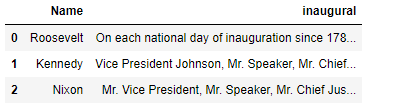 Name inaugural
0 Roosevelt On each national day of inauguration since 178...
1 Kennedy Vice President Johnson, Mr. Speaker, Mr. Chief...
2 Nixon Mr. Vice President, Mr. Speaker, Mr. Chief Jus...